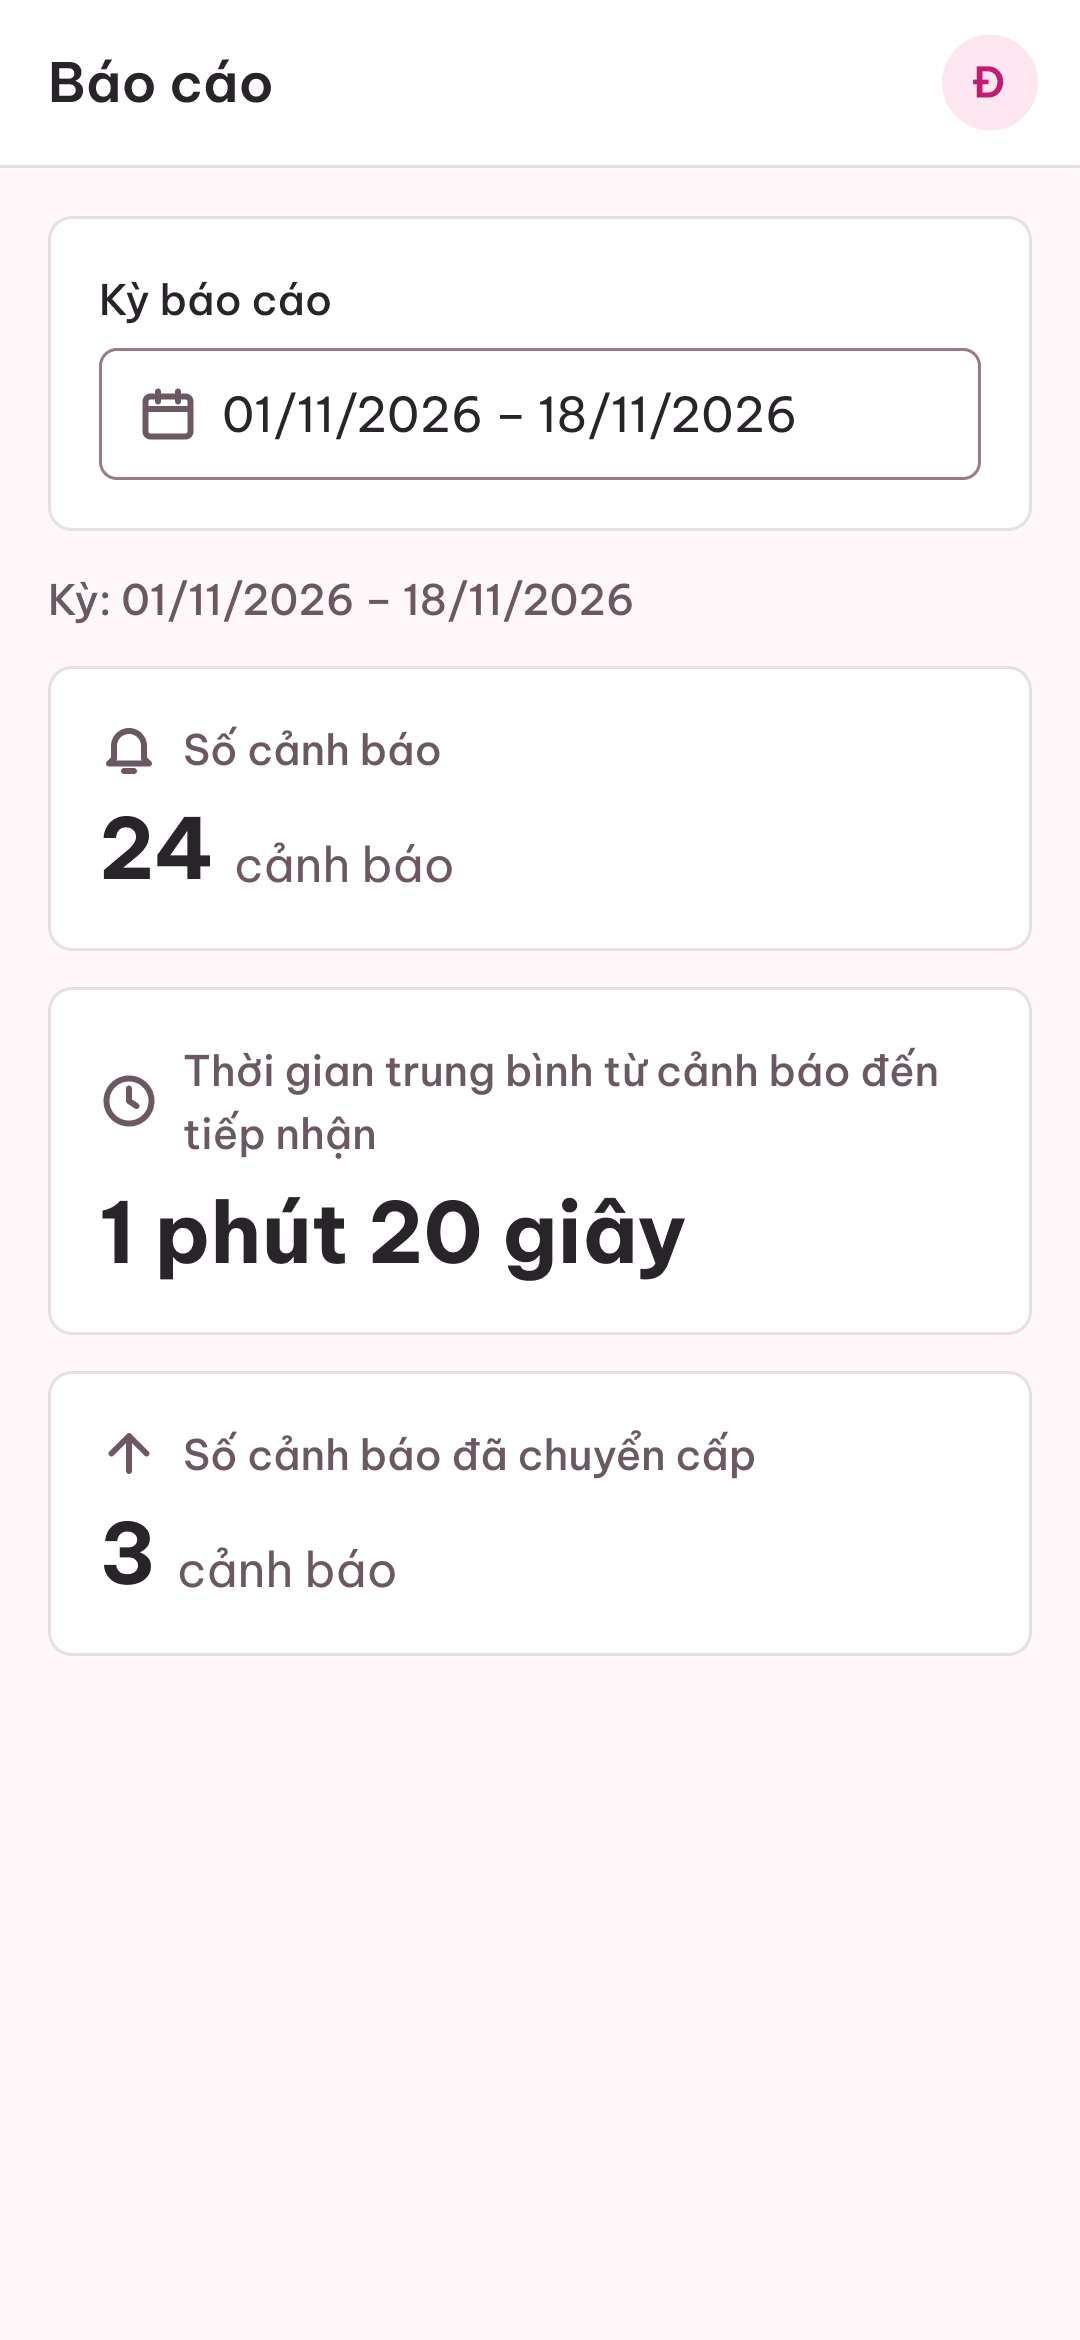 Báo cáo
Đ
Kỳ báo cáo
01/11/2026 – 18/11/2026
Kỳ: 01/11/2026 – 18/11/2026
Số cảnh báo
24 cảnh báo
Thời gian trung bình từ cảnh báo đến
tiếp nhận
1 phút 20 giây
Số cảnh báo đã chuyển cấp
3 cảnh báo